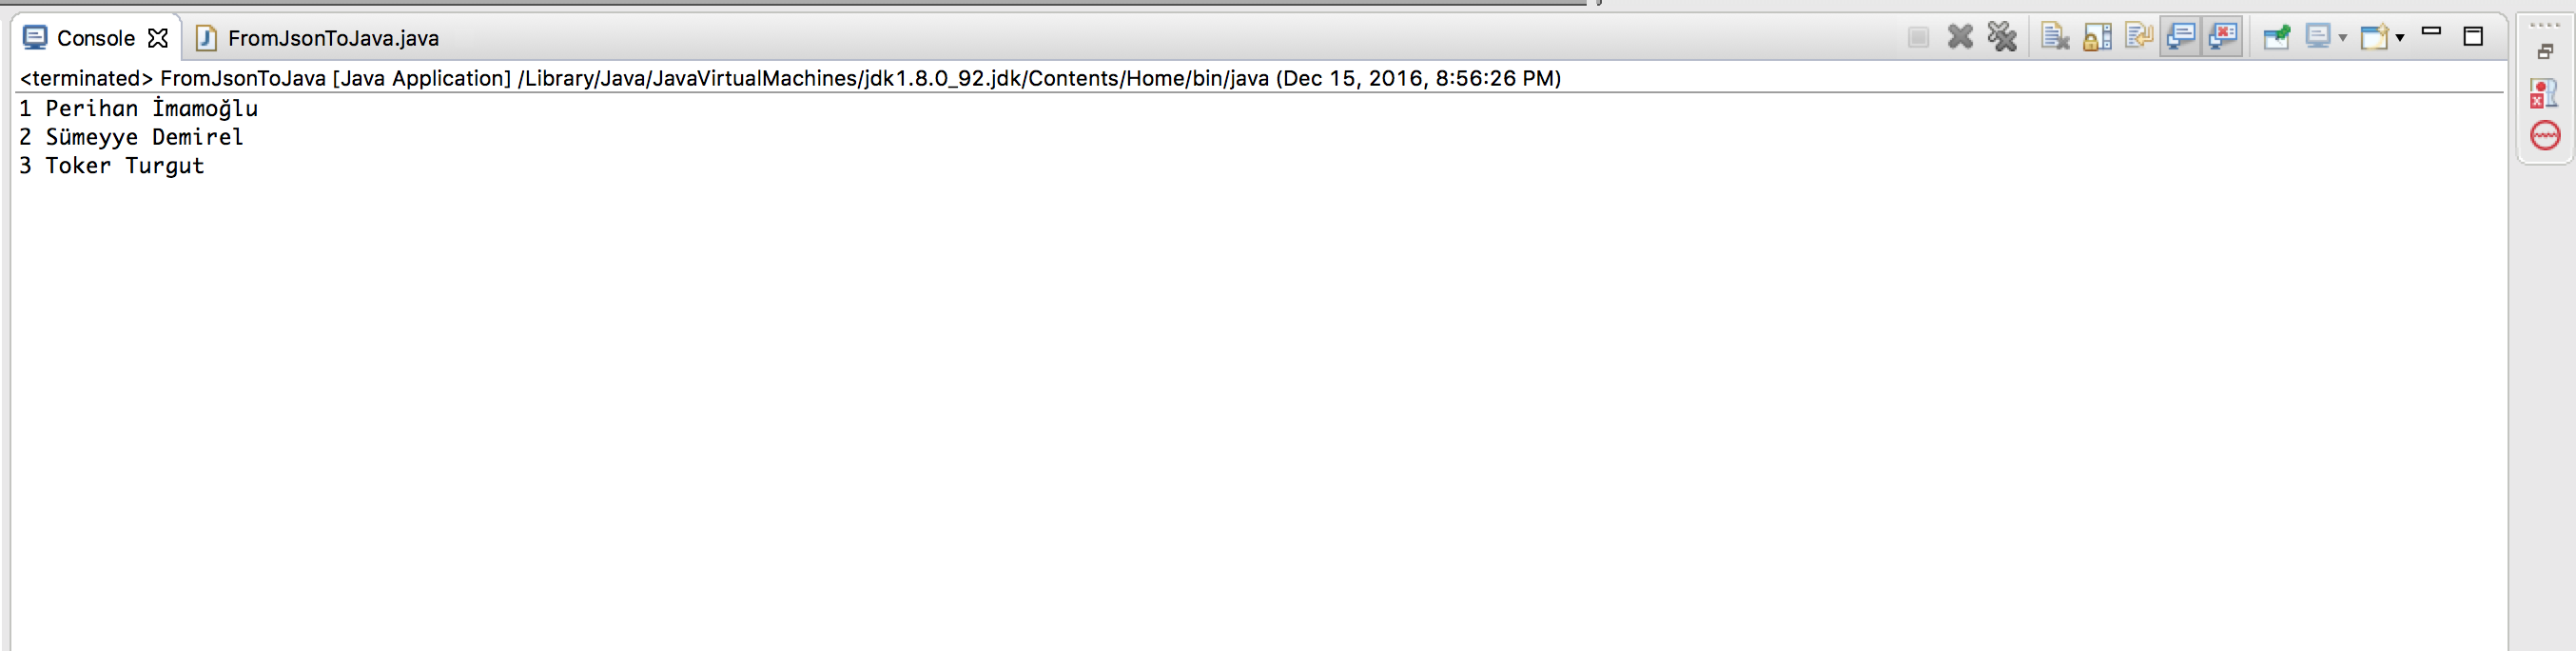 Console FromJsonToJava.java
<terminated> FromJsonToJava [Java Application] /Library/Java/JavaVirtualMachines/jdk1.8.0_92.jdk/Contents/Home/bin/java (Dec 15, 2016, 8:56:26 PM)
1 Perihan İmamoğlu
2 Sümeyye Demirel
3 Toker Turgut